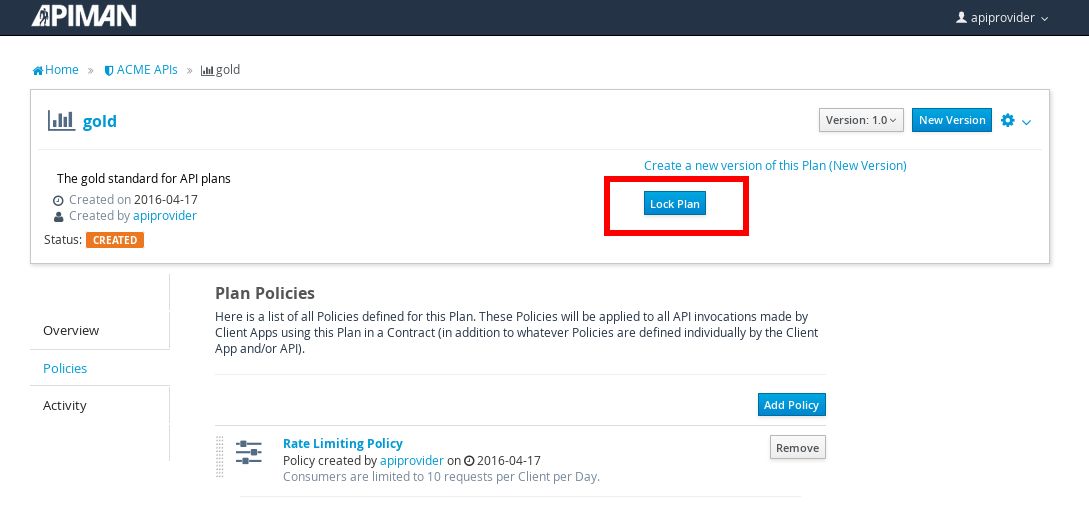 APIMAN
apiprovider
Home » ACME APIs » gold
gold
Version: 1.0
New Version
Create a new version of this Plan (New Version)
The gold standard for API plans
Lock Plan
Created on 2016-04-17
Created by apiprovider
Status: CREATED
Overview
Policies
Activity
Plan Policies
Here is a list of all Policies defined for this Plan. These Policies will be applied to all API invocations made by
Client Apps using this Plan in a Contract (in addition to whatever Policies are defined individually by the Client
App and/or API).
Add Policy
Rate Limiting Policy
Remove
Policy created by apiprovider on 2016-04-17
Consumers are limited to 10 requests per Client per Day.